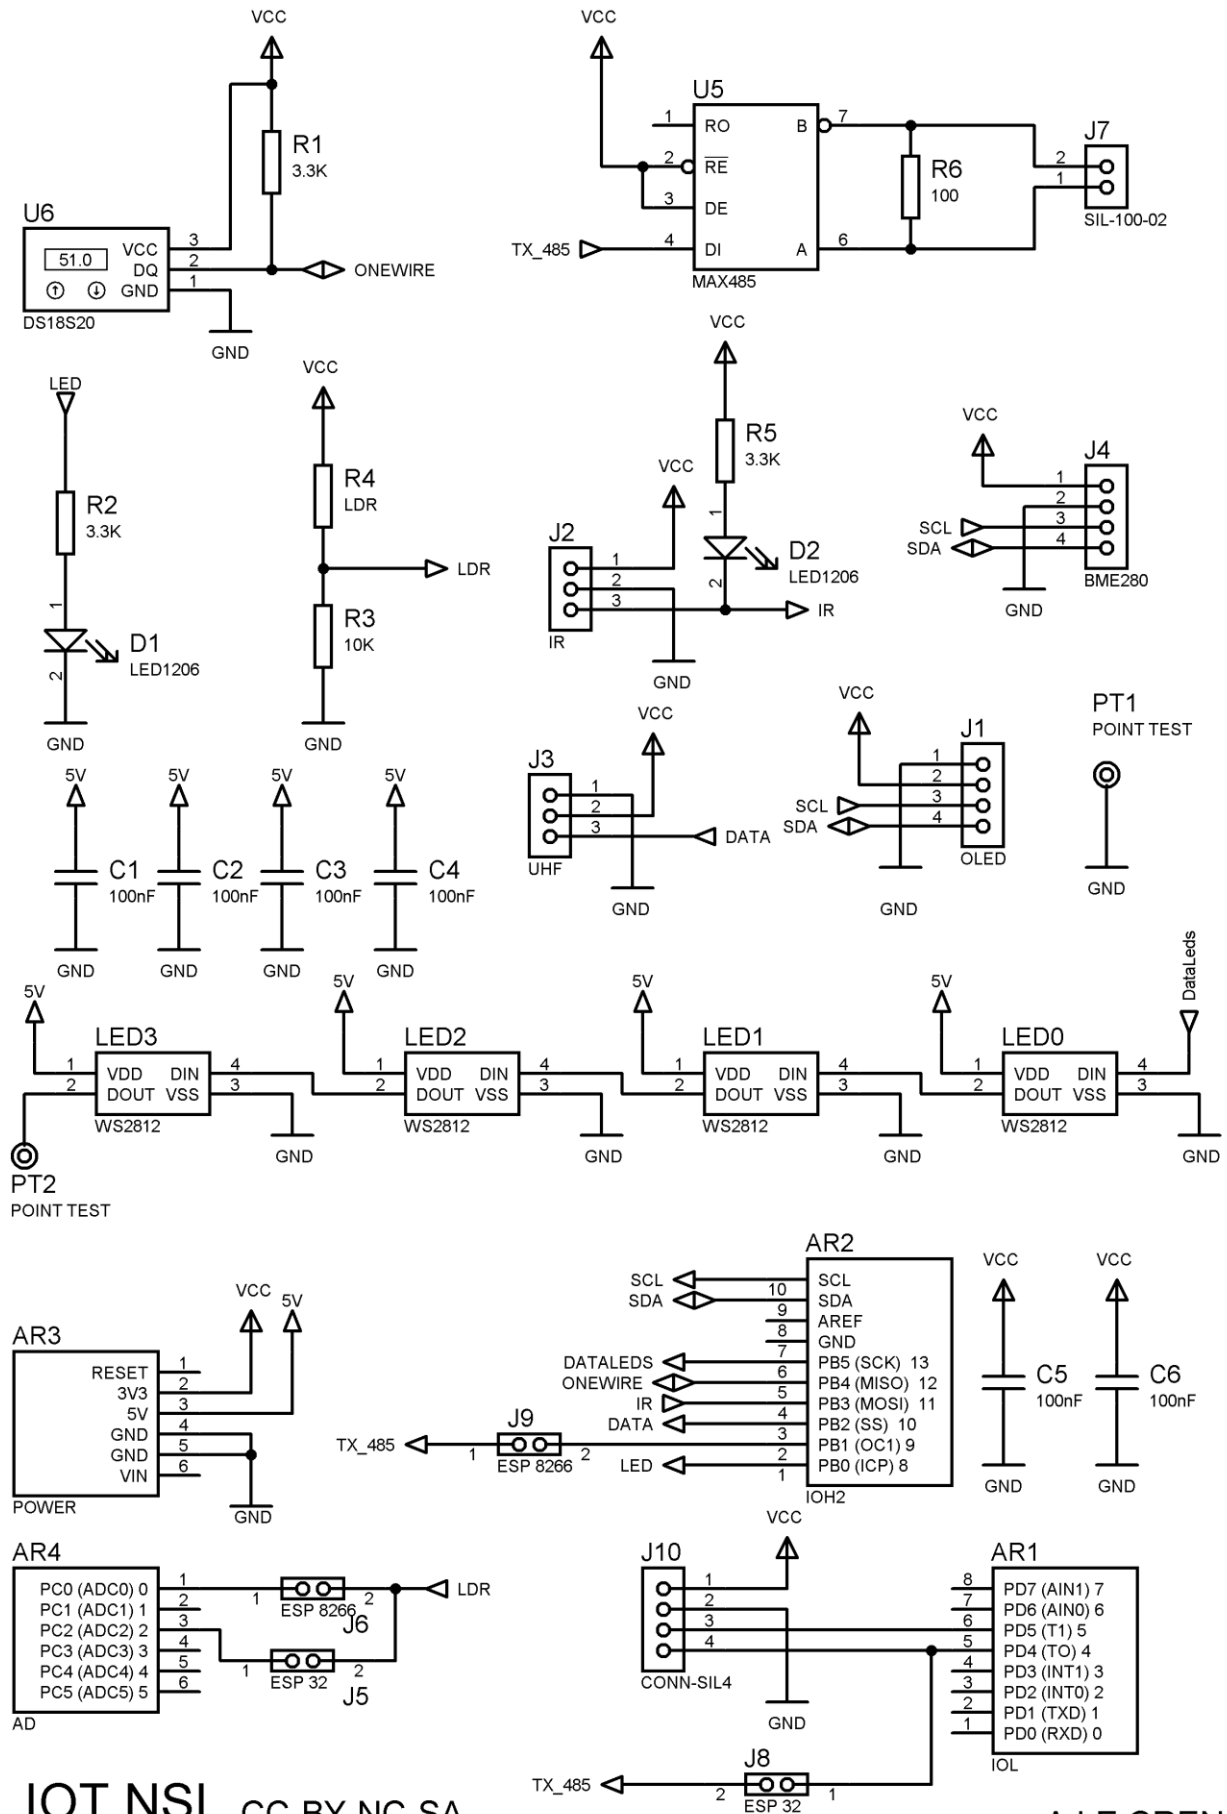 VCC
R1
3.3K
U6
VCC 3
DQ 2
GND 1
51.0
DS18S20
ONEWIRE
GND
VCC
U5
1 RO
2 RE
3 DE
4 DI
B 7
A 6
MAX485
TX_485
R6
100
J7
2
1
SIL-100-02
LED
R2
3.3K
1
D1
LED1206
2
GND
VCC
R4
LDR
LDR
R3
10K
GND
VCC
R5
3.3K
VCC
J2
1
2
3
IR
1
D2
LED1206
2
IR
GND
VCC
J4
1
2
3
4
SCL
SDA
BME280
GND
VCC
J3
1
2
3
DATA
UHF
GND
VCC
J1
1
2
3
4
SCL
SDA
OLED
GND
PT1
POINT TEST
GND
5V
C1
100nF
GND
5V
C2
100nF
GND
5V
C3
100nF
GND
5V
C4
100nF
GND
5V
LED3
1 VDD DIN 4
2 DOUT VSS 3
WS2812
GND
PT2
POINT TEST
5V
LED2
1 VDD DIN 4
2 DOUT VSS 3
WS2812
GND
5V
LED1
1 VDD DIN 4
2 DOUT VSS 3
WS2812
GND
5V
LED0
1 VDD DIN 4
2 DOUT VSS 3
WS2812
GND
DataLeds
VCC
5V
AR3
RESET 1
3V3 2
5V 3
GND 4
GND 5
VIN 6
POWER
GND
AR2
SCL SCL
SDA 10 SDA
9 AREF
8 GND
DATALEDS 7 PB5 (SCK) 13
ONEWIRE 6 PB4 (MISO) 12
IR 5 PB3 (MOSI) 11
DATA 4 PB2 (SS) 10
3 PB1 (OC1) 9
LED 2 PB0 (ICP) 8
1
IOH2
TX_485
J9
1
2
ESP 8266
VCC
C5
100nF
GND
VCC
C6
100nF
GND
AR4
PC0 (ADC0) 0 1
PC1 (ADC1) 1 2
PC2 (ADC2) 2 3
PC3 (ADC3) 3 4
PC4 (ADC4) 4 5
PC5 (ADC5) 5 6
AD
1
2
ESP 8266
J6
LDR
1
2
ESP 32
J5
VCC
J10
1
2
3
4
CONN-SIL4
GND
AR1
8 PD7 (AIN1) 7
7 PD6 (AIN0) 6
6 PD5 (T1) 5
5 PD4 (TO) 4
4 PD3 (INT1) 3
3 PD2 (INT0) 2
2 PD1 (TXD) 1
1 PD0 (RXD) 0
IOL
J8
TX_485
2
1
ESP 32
IOT NSI CC BY NC SA